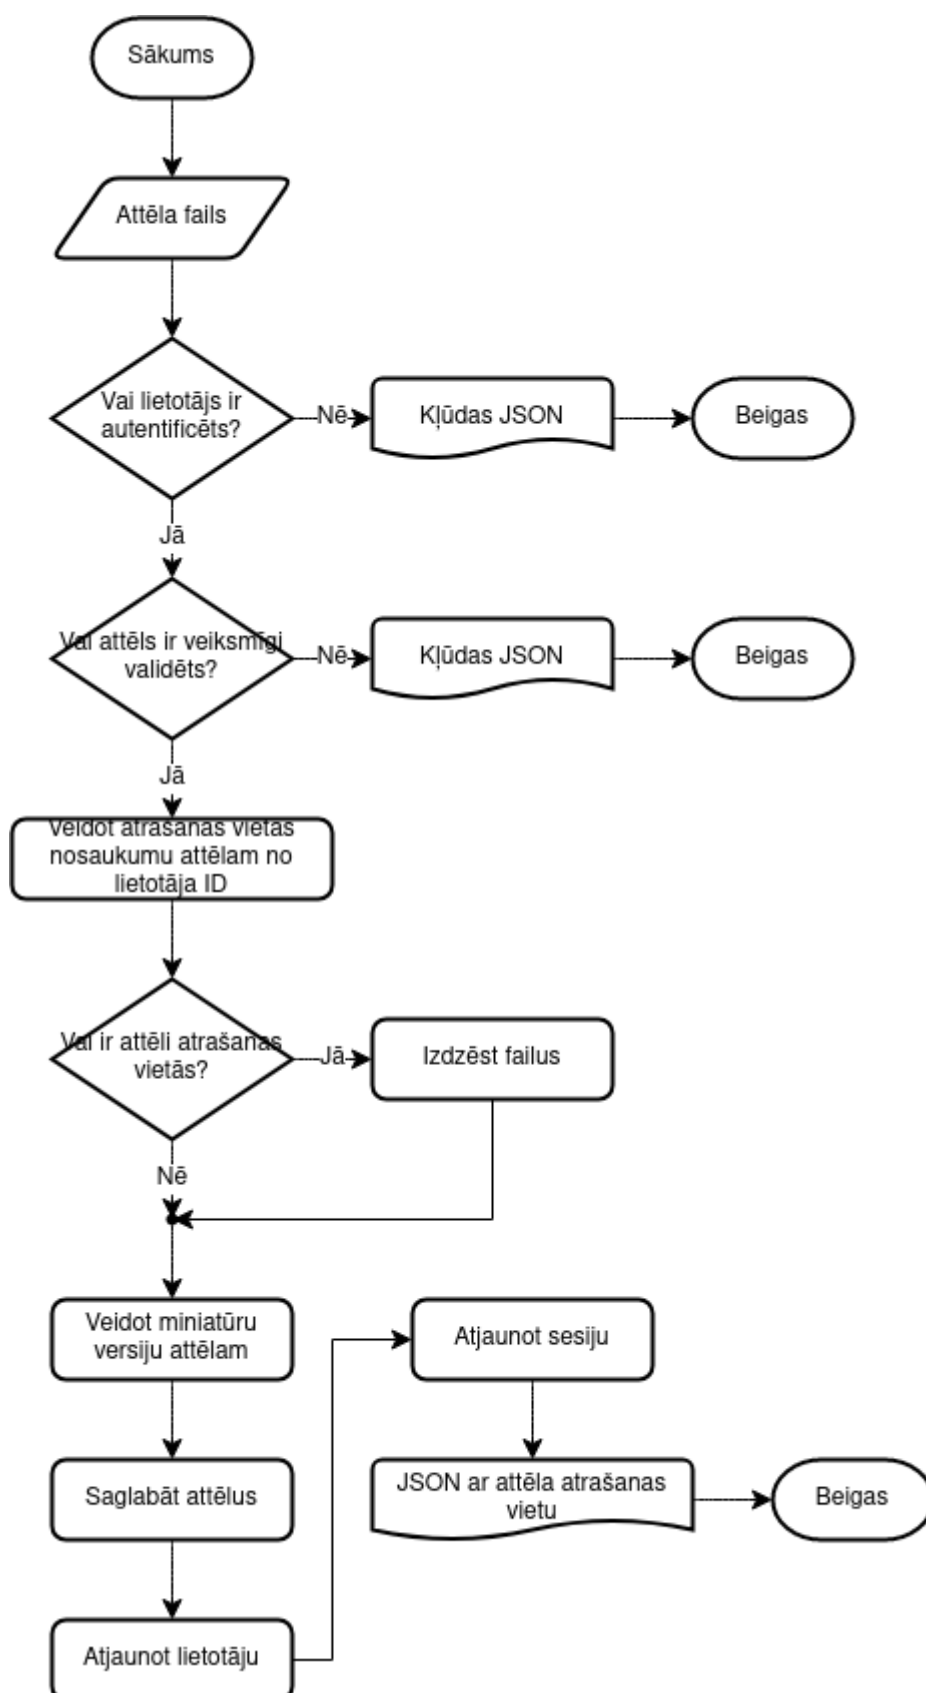 Sākums
Attēla fails
Vai lietotājs ir
autentificēts?
Nē
Kļūdas JSON
Beigas
Jā
Vai attēls ir veiksmīgi
validēts?
Nē
Kļūdas JSON
Beigas
Jā
Veidot atrašanas vietas
nosaukumu attēlam no
lietotāja ID
Vai ir attēli atrašanas
vietās?
Jā
Izdzēst failus
Nē
Veidot miniatūru
versiju attēlam
Atjaunot sesiju
Saglabāt attēlus
JSON ar attēla atrašanas
vietu
Beigas
Atjaunot lietotāju